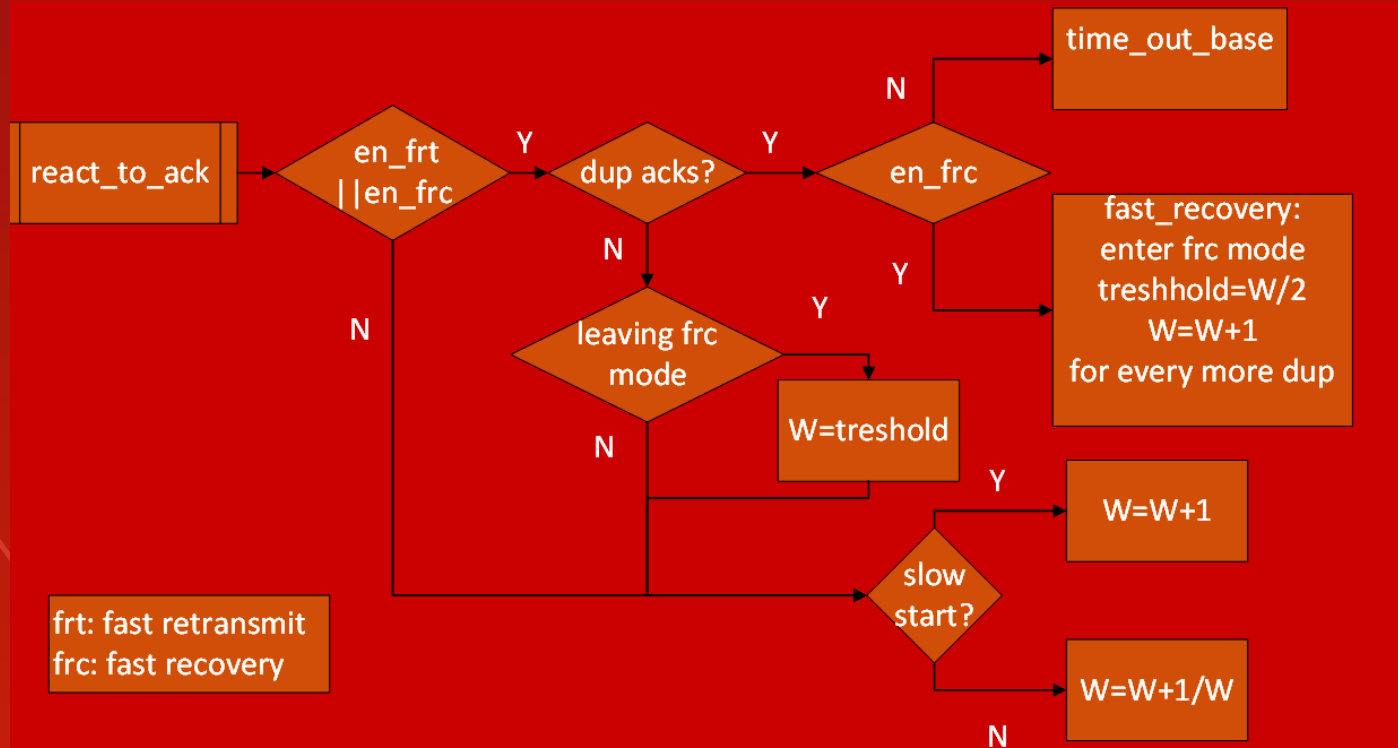 time_out_base
N
react_to_ack
en_frt
||en_frc
Y
dup acks?
Y
en_frc
N
Y
fast_recovery:
enter frc mode
treshhold=W/2
W=W+1
for every more dup
N
leaving frc
mode
Y
W=treshold
N
Y
W=W+1
slow
start?
N
W=W+1/W
frt: fast retransmit
frc: fast recovery